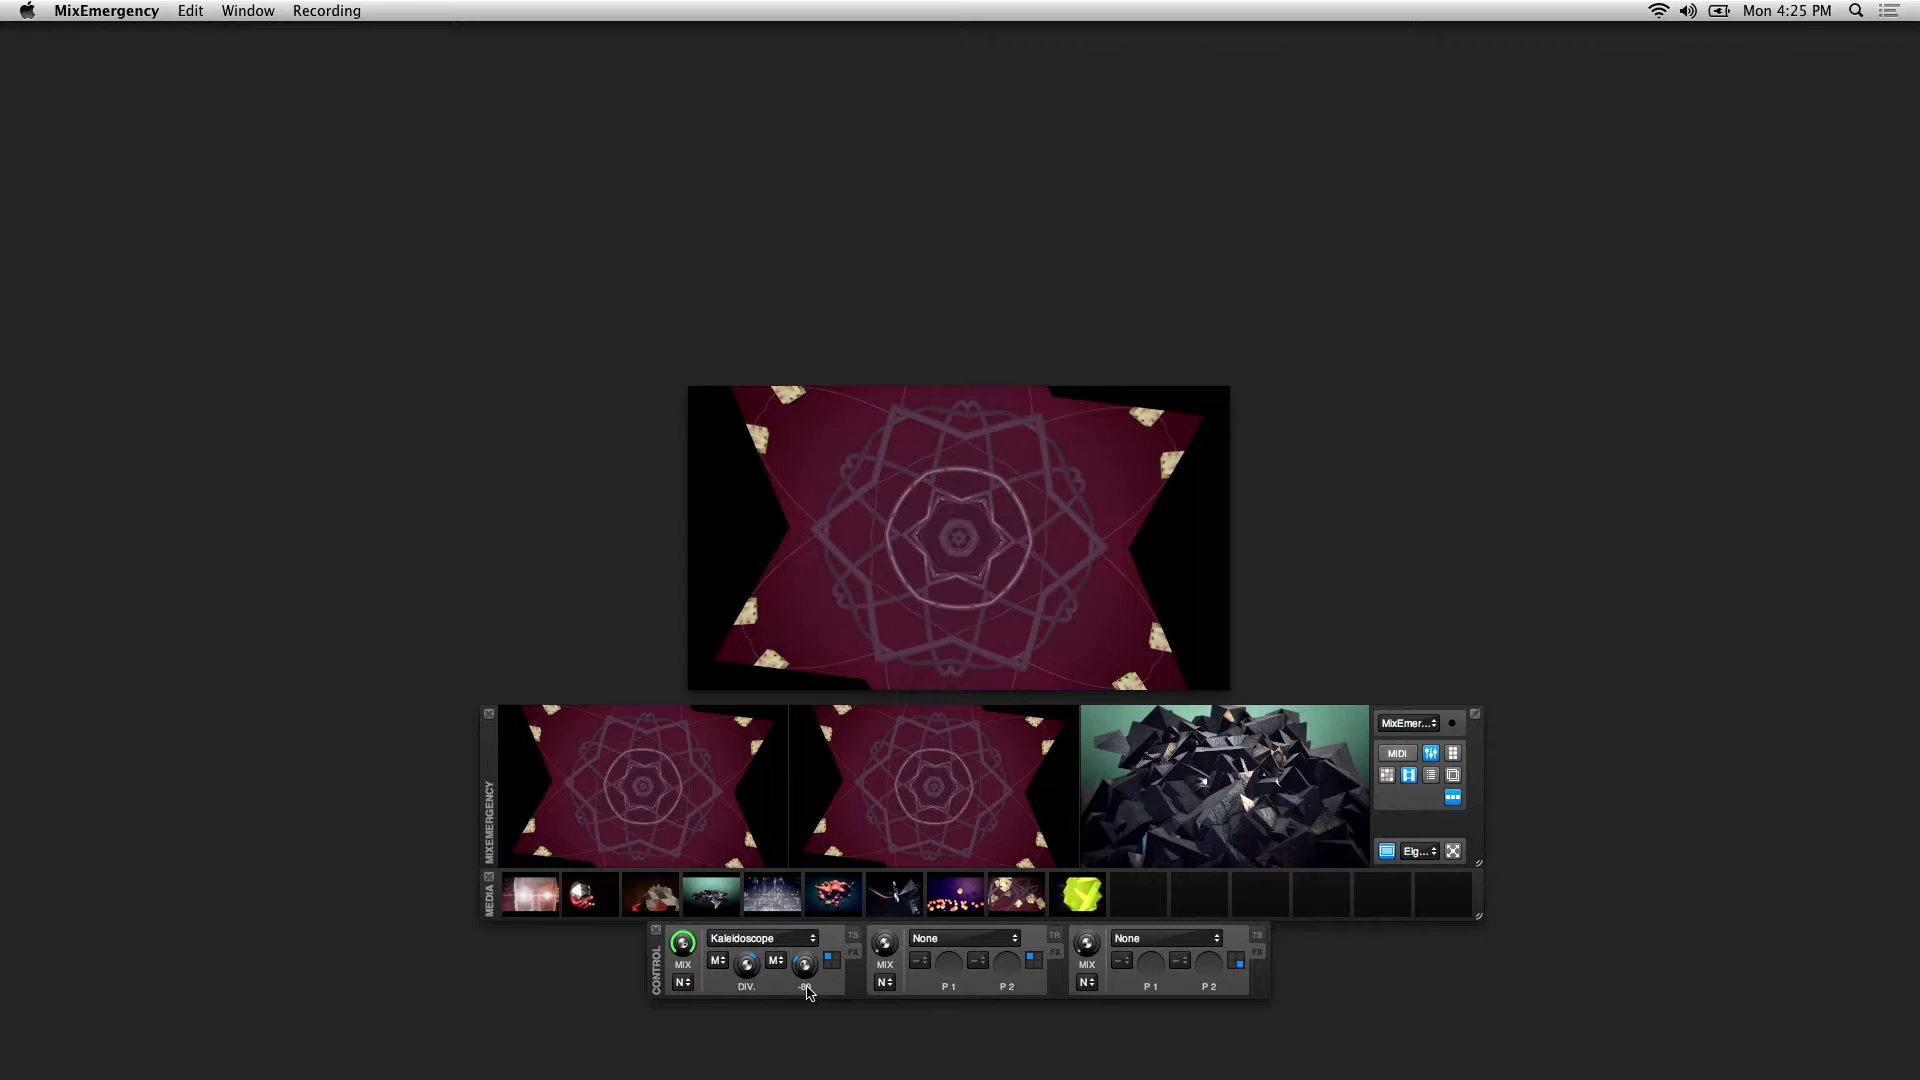 MixEmergency Edit Window Recording
Mon 4:25 PM
MIXEMERGENCY
MixEmer...
MIDI
Elg...
MEDIA
CONTROL
Kaleidoscope
TS
FX
MIX
M
M
N
DIV.
None
TR
FX
MIX
--
--
N
P 1
P 2
None
TS
FX
MIX
--
--
N
P 1
P 2